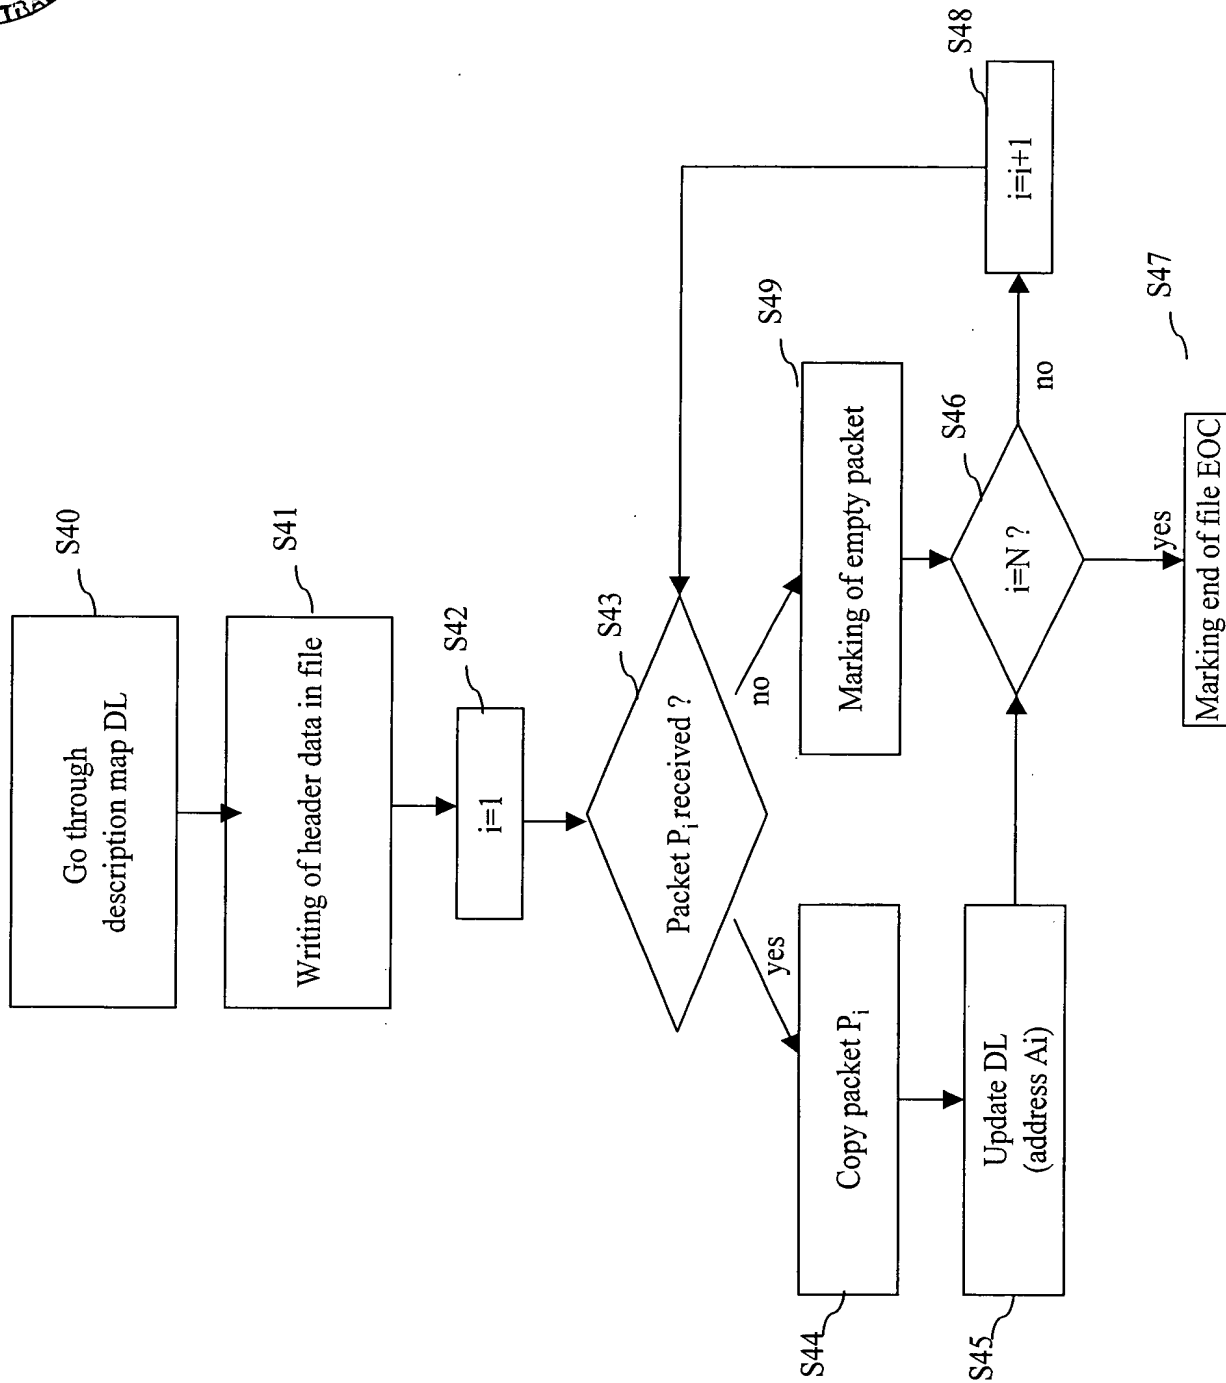 S40
Go through
description map DL
S41
Writing of header data in file
S42
i=1
S43
Packet Pi received ?
yes
no
S44
Copy packet Pi
S49
Marking of empty packet
S45
Update DL
(address Ai)
S46
i=N ?
no
S48
i=i+1
yes
S47
Marking end of file EOC